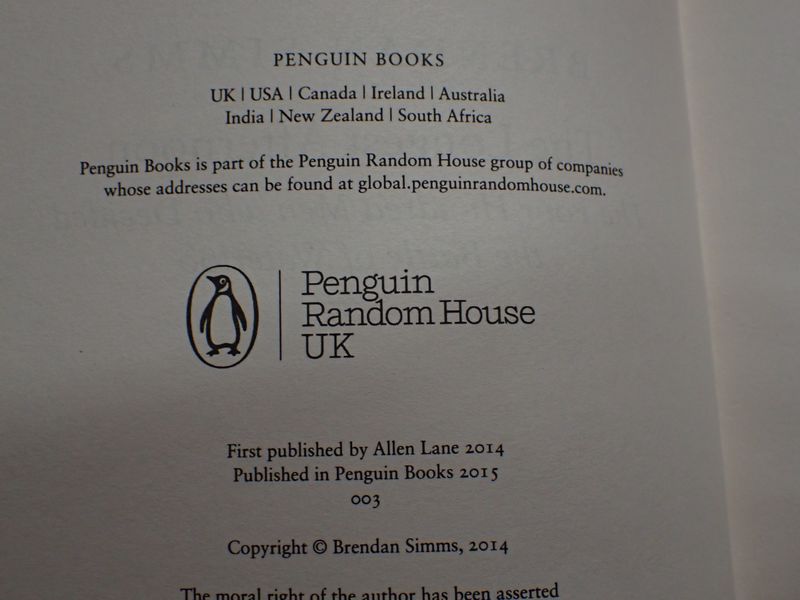 PENGUIN BOOKS
UK | USA | Canada | Ireland | Australia
India | New Zealand | South Africa
Penguin Books is part of the Penguin Random House group of companies
whose addresses can be found at global.penguinrandomhouse.com.
Penguin
Random House
UK
First published by Allen Lane 2014
Published in Penguin Books 2015
003
Copyright © Brendan Simms, 2014
The moral right of the author has been asserted